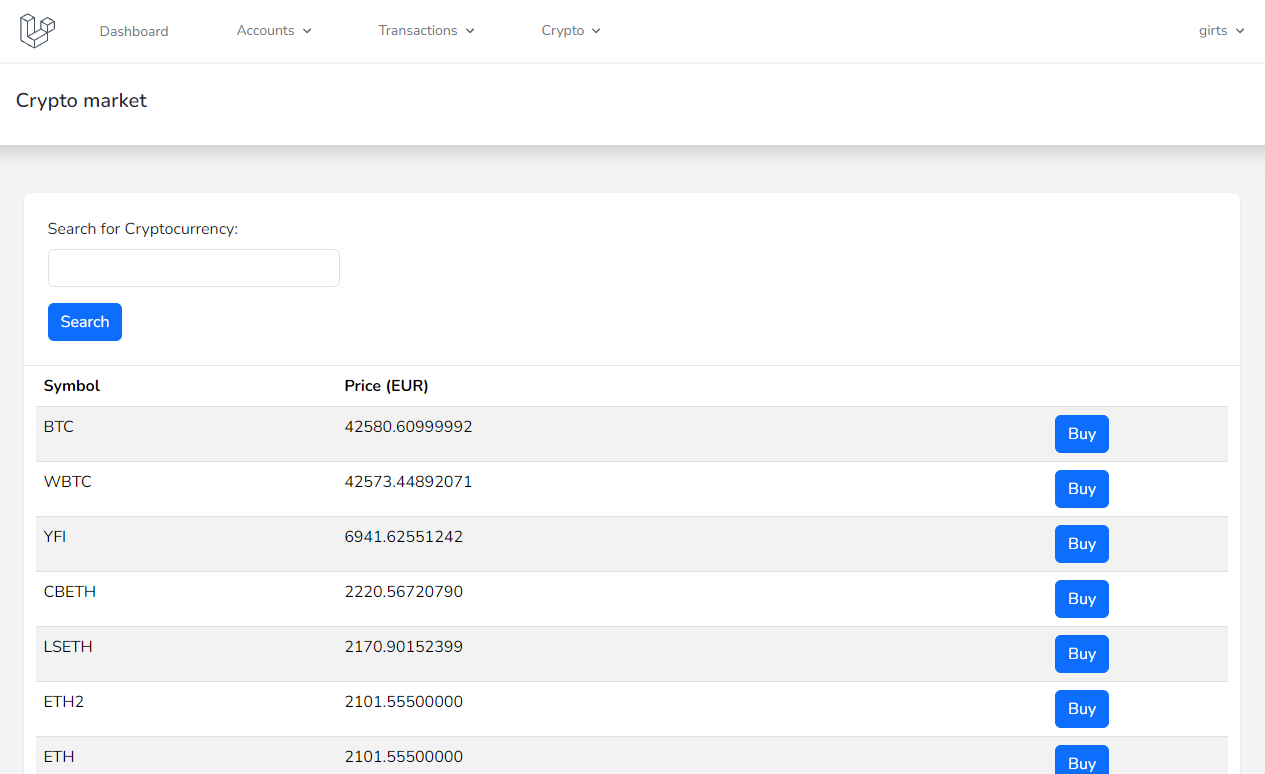 Dashboard Accounts Transactions Crypto girts
Crypto market
Search for Cryptocurrency:
Search
Symbol Price (EUR)
BTC 42580.60999992 Buy
WBTC 42573.44892071 Buy
YFI 6941.62551242 Buy
CBETH 2220.56720790 Buy
LSETH 2170.90152399 Buy
ETH2 2101.55500000 Buy
ETH 2101.55500000 Buy